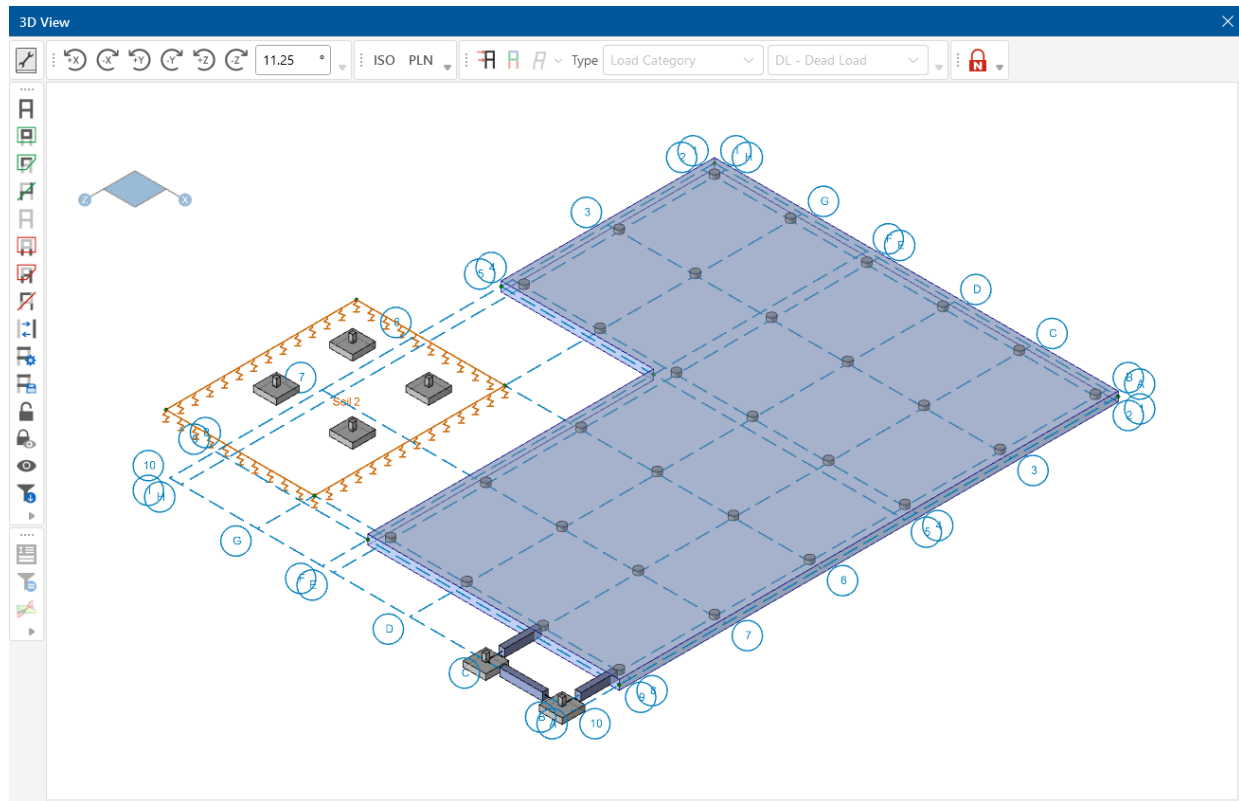 3D View
+X -X +Y -Y +Z -Z 11.25 ° ISO PLN Type Load Category DL - Dead Load N
Z X
2 1 I H
3 G
5 4 F E
D
6 C
7 B A
Soil 2 2 1
8
10 3
I H 5 4
G 6
F E
D 7
C 9 8
B A 10